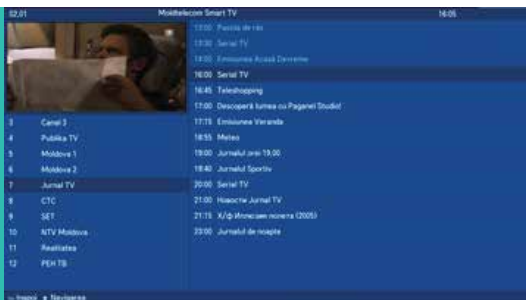 02.01 Moldtelecom Smart TV 16:05
13:00 Pastila de râs
13:30 Serial TV
14:00 Emisiunea Acasă Devreme
16:00 Serial TV
16:45 Teleshopping
17:00 Descoperă lumea cu Paganel Studio!
17:15 Emisiunea Veranda
18:55 Meteo
19:00 Jurnalul orei 19.00
19:40 Jurnalul Sportiv
20:00 Serial TV
21:00 Новости Jurnal TV
21:15 Х/ф Иллюзия полета (2005)
23:00 Jurnalul de noapte
3 Canal 3
4 Publika TV
5 Moldova 1
6 Moldova 2
7 Jurnal TV
8 CTC
9 SET
10 NTV Moldova
11 Realitatea
12 РЕН ТВ
Inapoi Navigarea